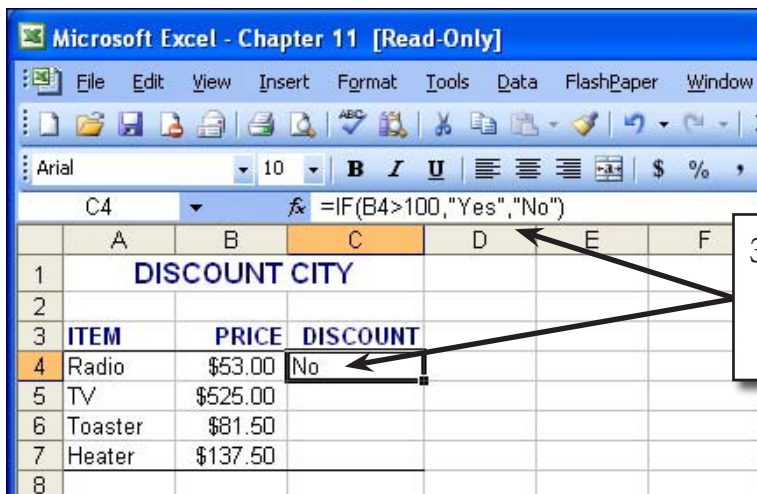 Microsoft Excel - Chapter 11 [Read-Only]
File Edit View Insert Format Tools Data FlashPaper Window
ABC
Arial 10 B I U a $ % ,
C4 fx =IF(B4>100,"Yes","No")
A B C D E F
1 DISCOUNT CITY
2
3 ITEM PRICE DISCOUNT
4 Radio $53.00 No
5 TV $525.00
6 Toaster $81.50
7 Heater $137.50
8
3